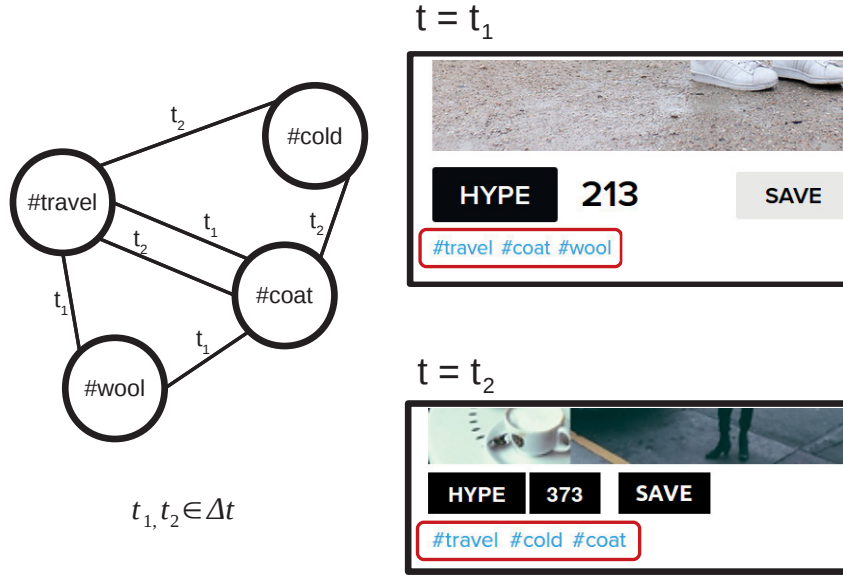 t = t₁
t₂
#cold
#travel
HYPE 213 SAVE
t₁
t₂
t₂
#travel #coat #wool
#coat
t₁
t₁
t = t₂
#wool
HYPE 373 SAVE
t₁, t₂ ∈ Δt
#travel #cold #coat